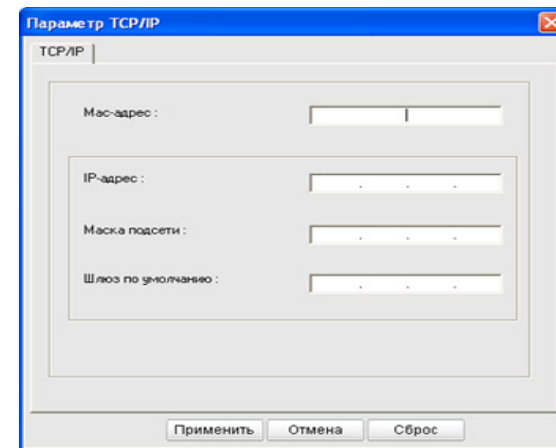 Параметр TCP/IP
TCP/IP
Mac-адрес :
IP-адрес :
Маска подсети :
Шлюз по умолчанию :
Применить Отмена Сброс